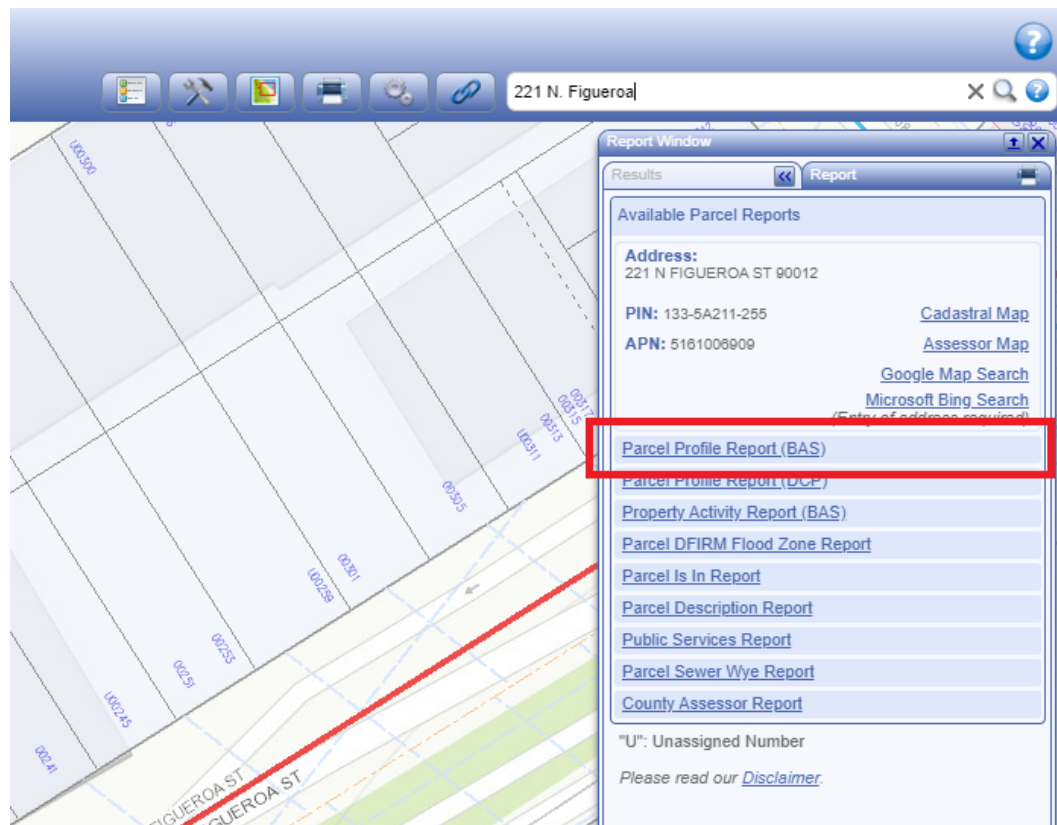 221 N. Figueroa
Report Window
Results
Report
Available Parcel Reports
Address:
221 N FIGUEROA ST 90012
PIN: 133-5A211-255
Cadastral Map
APN: 5161006909
Assessor Map
Google Map Search
Microsoft Bing Search
(Entry of address required)
Parcel Profile Report (BAS)
Parcel Profile Report (DCP)
Property Activity Report (BAS)
Parcel DFIRM Flood Zone Report
Parcel Is In Report
Parcel Description Report
Public Services Report
Parcel Sewer Wye Report
County Assessor Report
"U": Unassigned Number
Please read our Disclaimer.
U00300
00317
00315
00313
U00311
00305
00301
U00259
00253
00251
U00245
00241
FIGUEROA ST
FIGUEROA ST